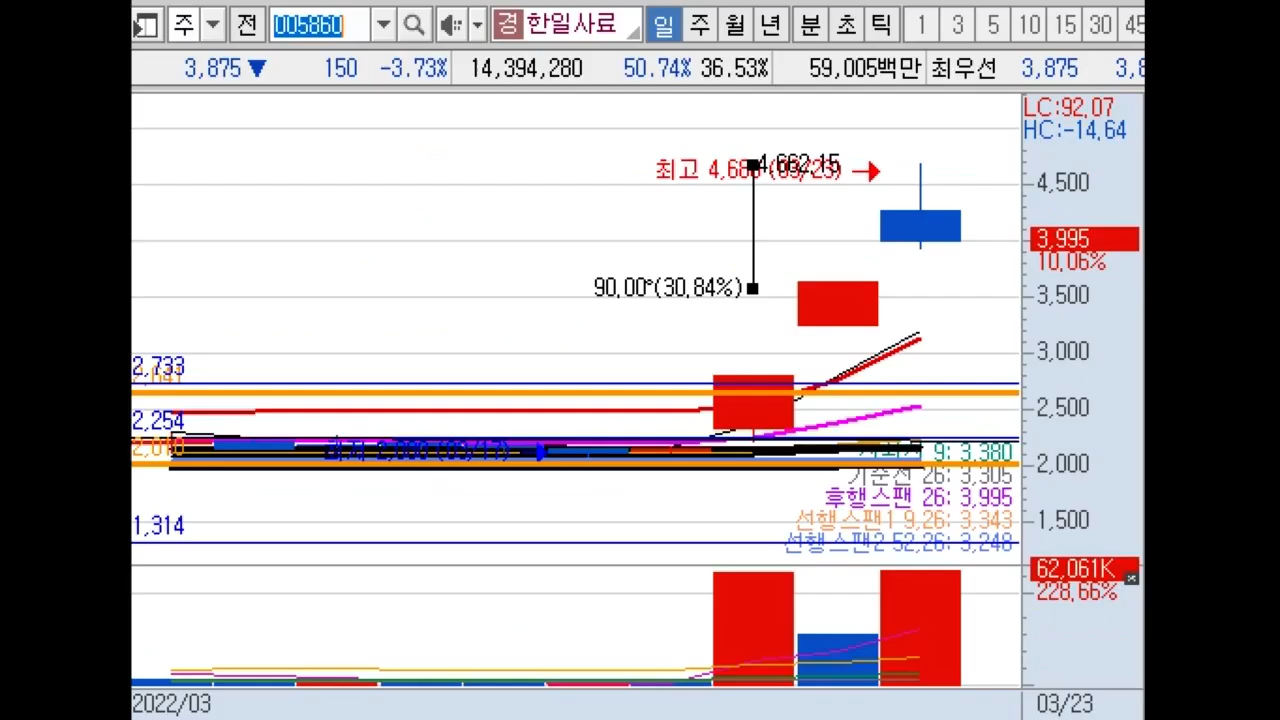 주 전 005860 경 한일사료 일 주 월 년 분 초 틱 1 3 5 10 15 30 45
3,875 ▼ 150 -3.73% 14,394,280 50.74% 36.53% 59,005백만 최우선 3,875 3,8
LC:92,07
HC:-14,64
4,662,15
최고 4,68 (03/23)
4,500
3,995
10,06%
90,00°(30,84%)
3,500
3,000
2,733
2,500
2,254
2,000
9: 3,380
기준선 26: 3,305
후행스팬 26: 3,995
선행스팬1 9,26: 3,343
1,500
1,314
선행스팬2 52,26: 3,248
62,061K
228,66%
2022/03
03/23